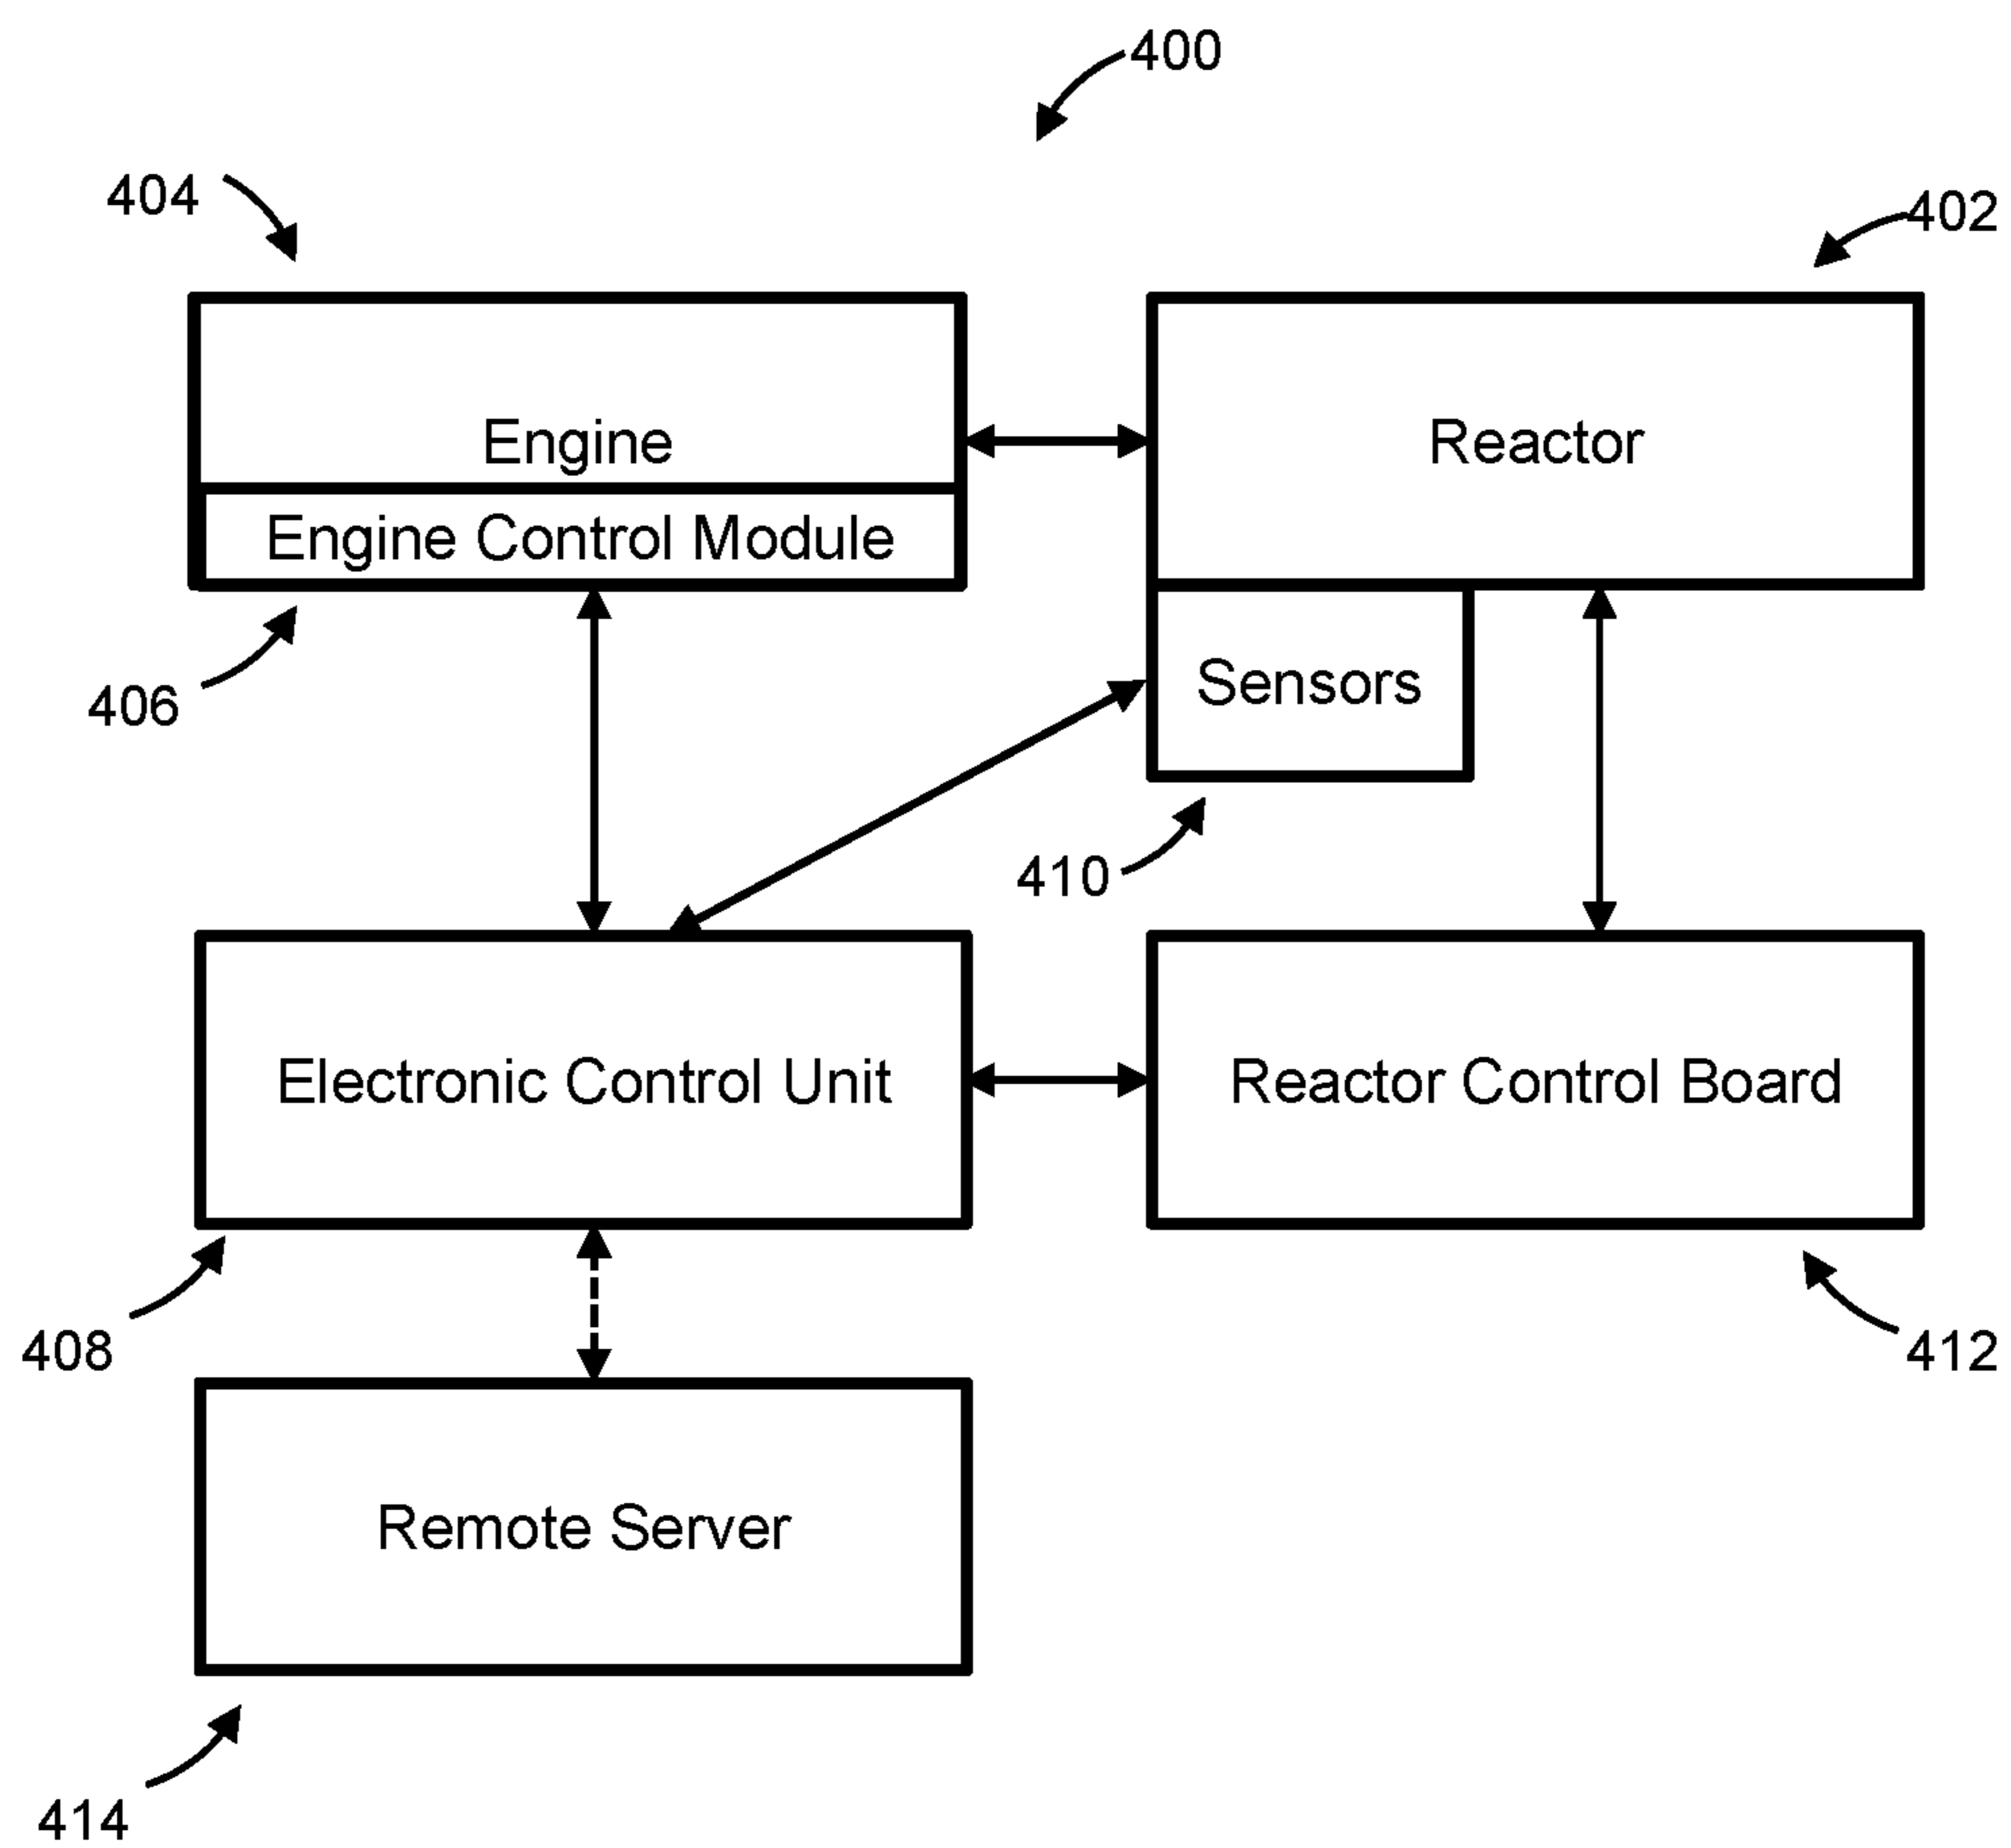 400
404
402
Engine
Reactor
Engine Control Module
406
Sensors
410
Electronic Control Unit
Reactor Control Board
408
412
Remote Server
414